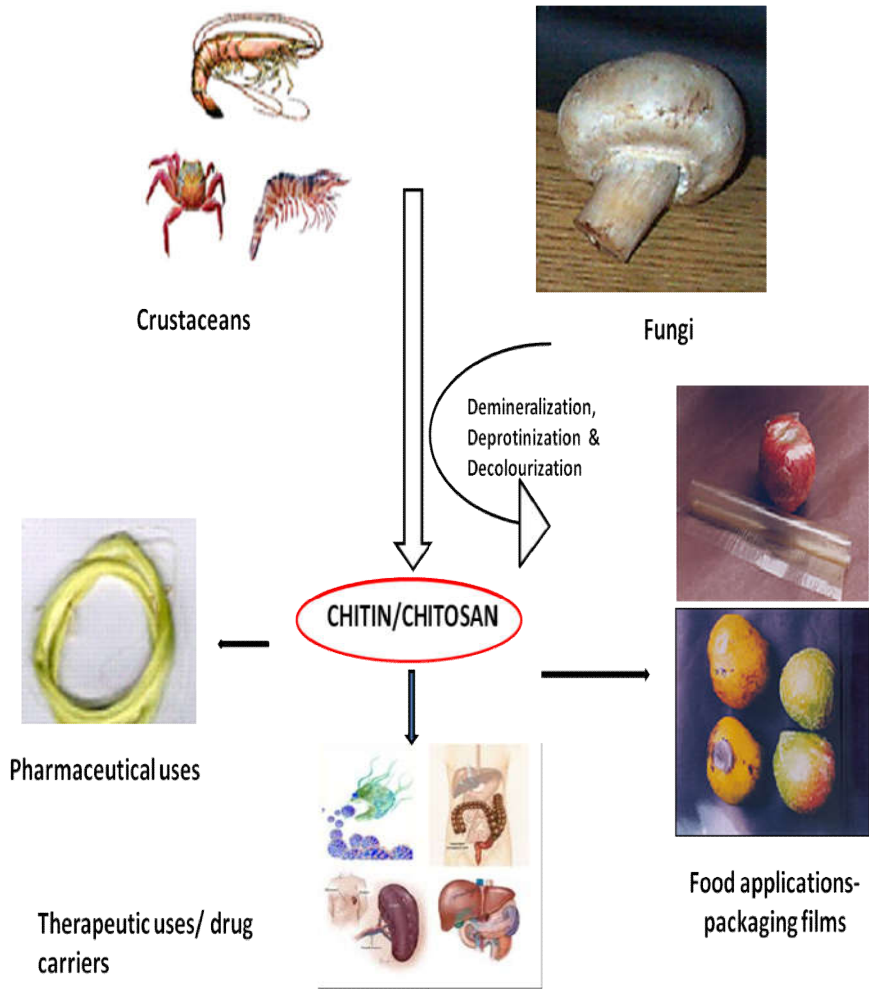 Crustaceans
Fungi
Demineralization,
Deprotinization &
Decolourization
CHITIN/CHITOSAN
Pharmaceutical uses
Therapeutic uses/ drug
carriers
Food applications-
packaging films